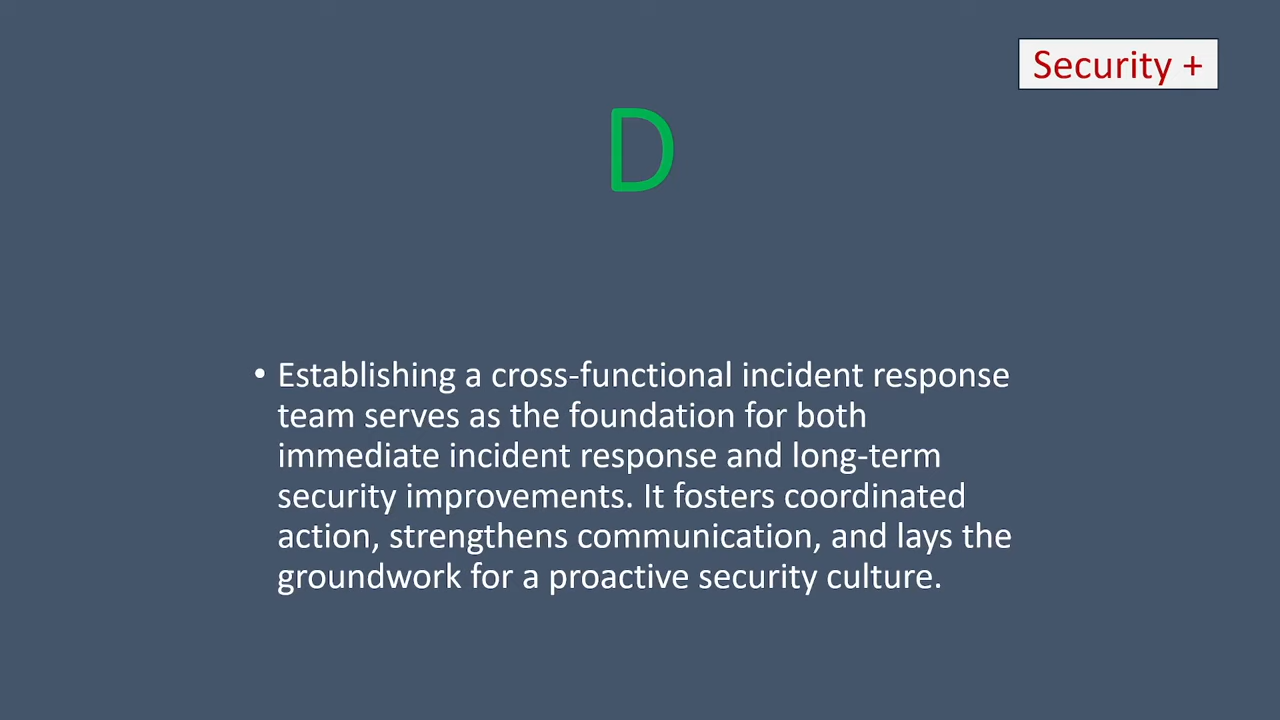 Security +
D
• Establishing a cross-functional incident response
team serves as the foundation for both
immediate incident response and long-term
security improvements. It fosters coordinated
action, strengthens communication, and lays the
groundwork for a proactive security culture.